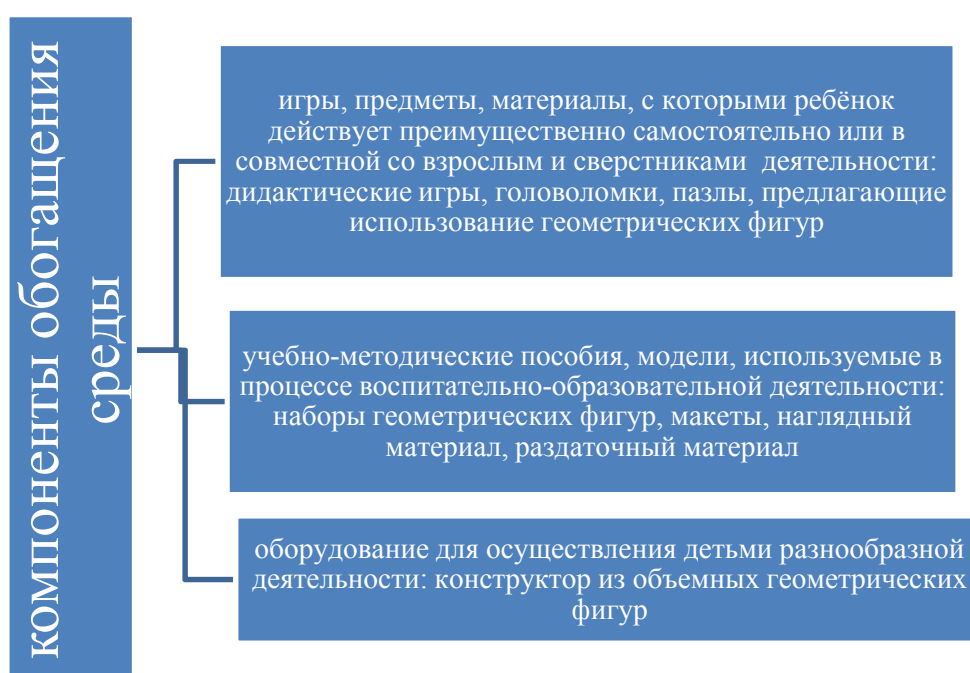 компоненты обогащения
среды
игры, предметы, материалы, с которыми ребёнок
действует преимущественно самостоятельно или в
совместной со взрослым и сверстниками деятельности:
дидактические игры, головоломки, пазлы, предлагающие
использование геометрических фигур
учебно-методические пособия, модели, используемые в
процессе воспитательно-образовательной деятельности:
наборы геометрических фигур, макеты, наглядный
материал, раздаточный материал
оборудование для осуществления детьми разнообразной
деятельности: конструктор из объемных геометрических
фигур